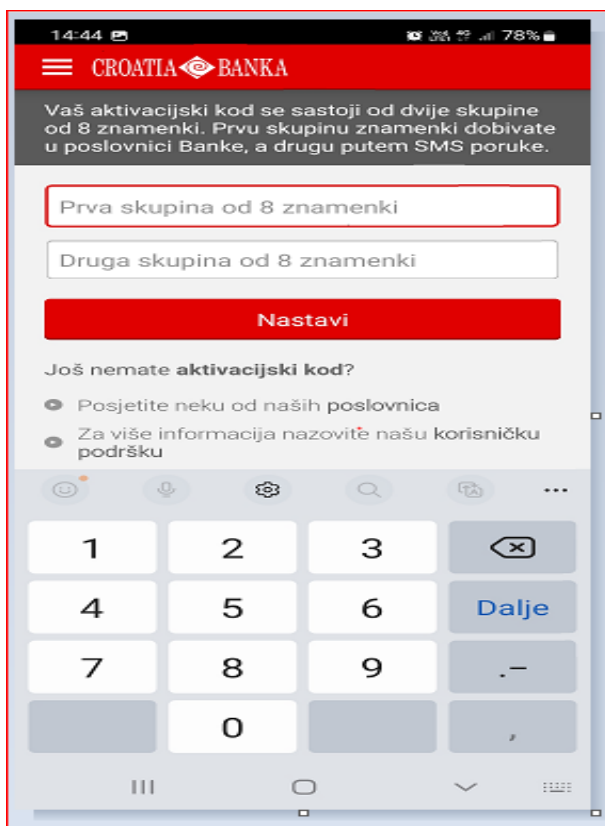 14:44 78%
CROATIA BANKA
Vaš aktivacijski kod se sastoji od dvije skupine
od 8 znamenki. Prvu skupinu znamenki dobivate
u poslovnici Banke, a drugu putem SMS poruke.
Prva skupina od 8 znamenki
Druga skupina od 8 znamenki
Nastavi
Još nemate aktivacijski kod?
Posjetite neku od naših poslovnica
Za više informacija nazovite našu korisničku
podršku
1 2 3
4 5 6 Dalje
7 8 9 .–
0 ,